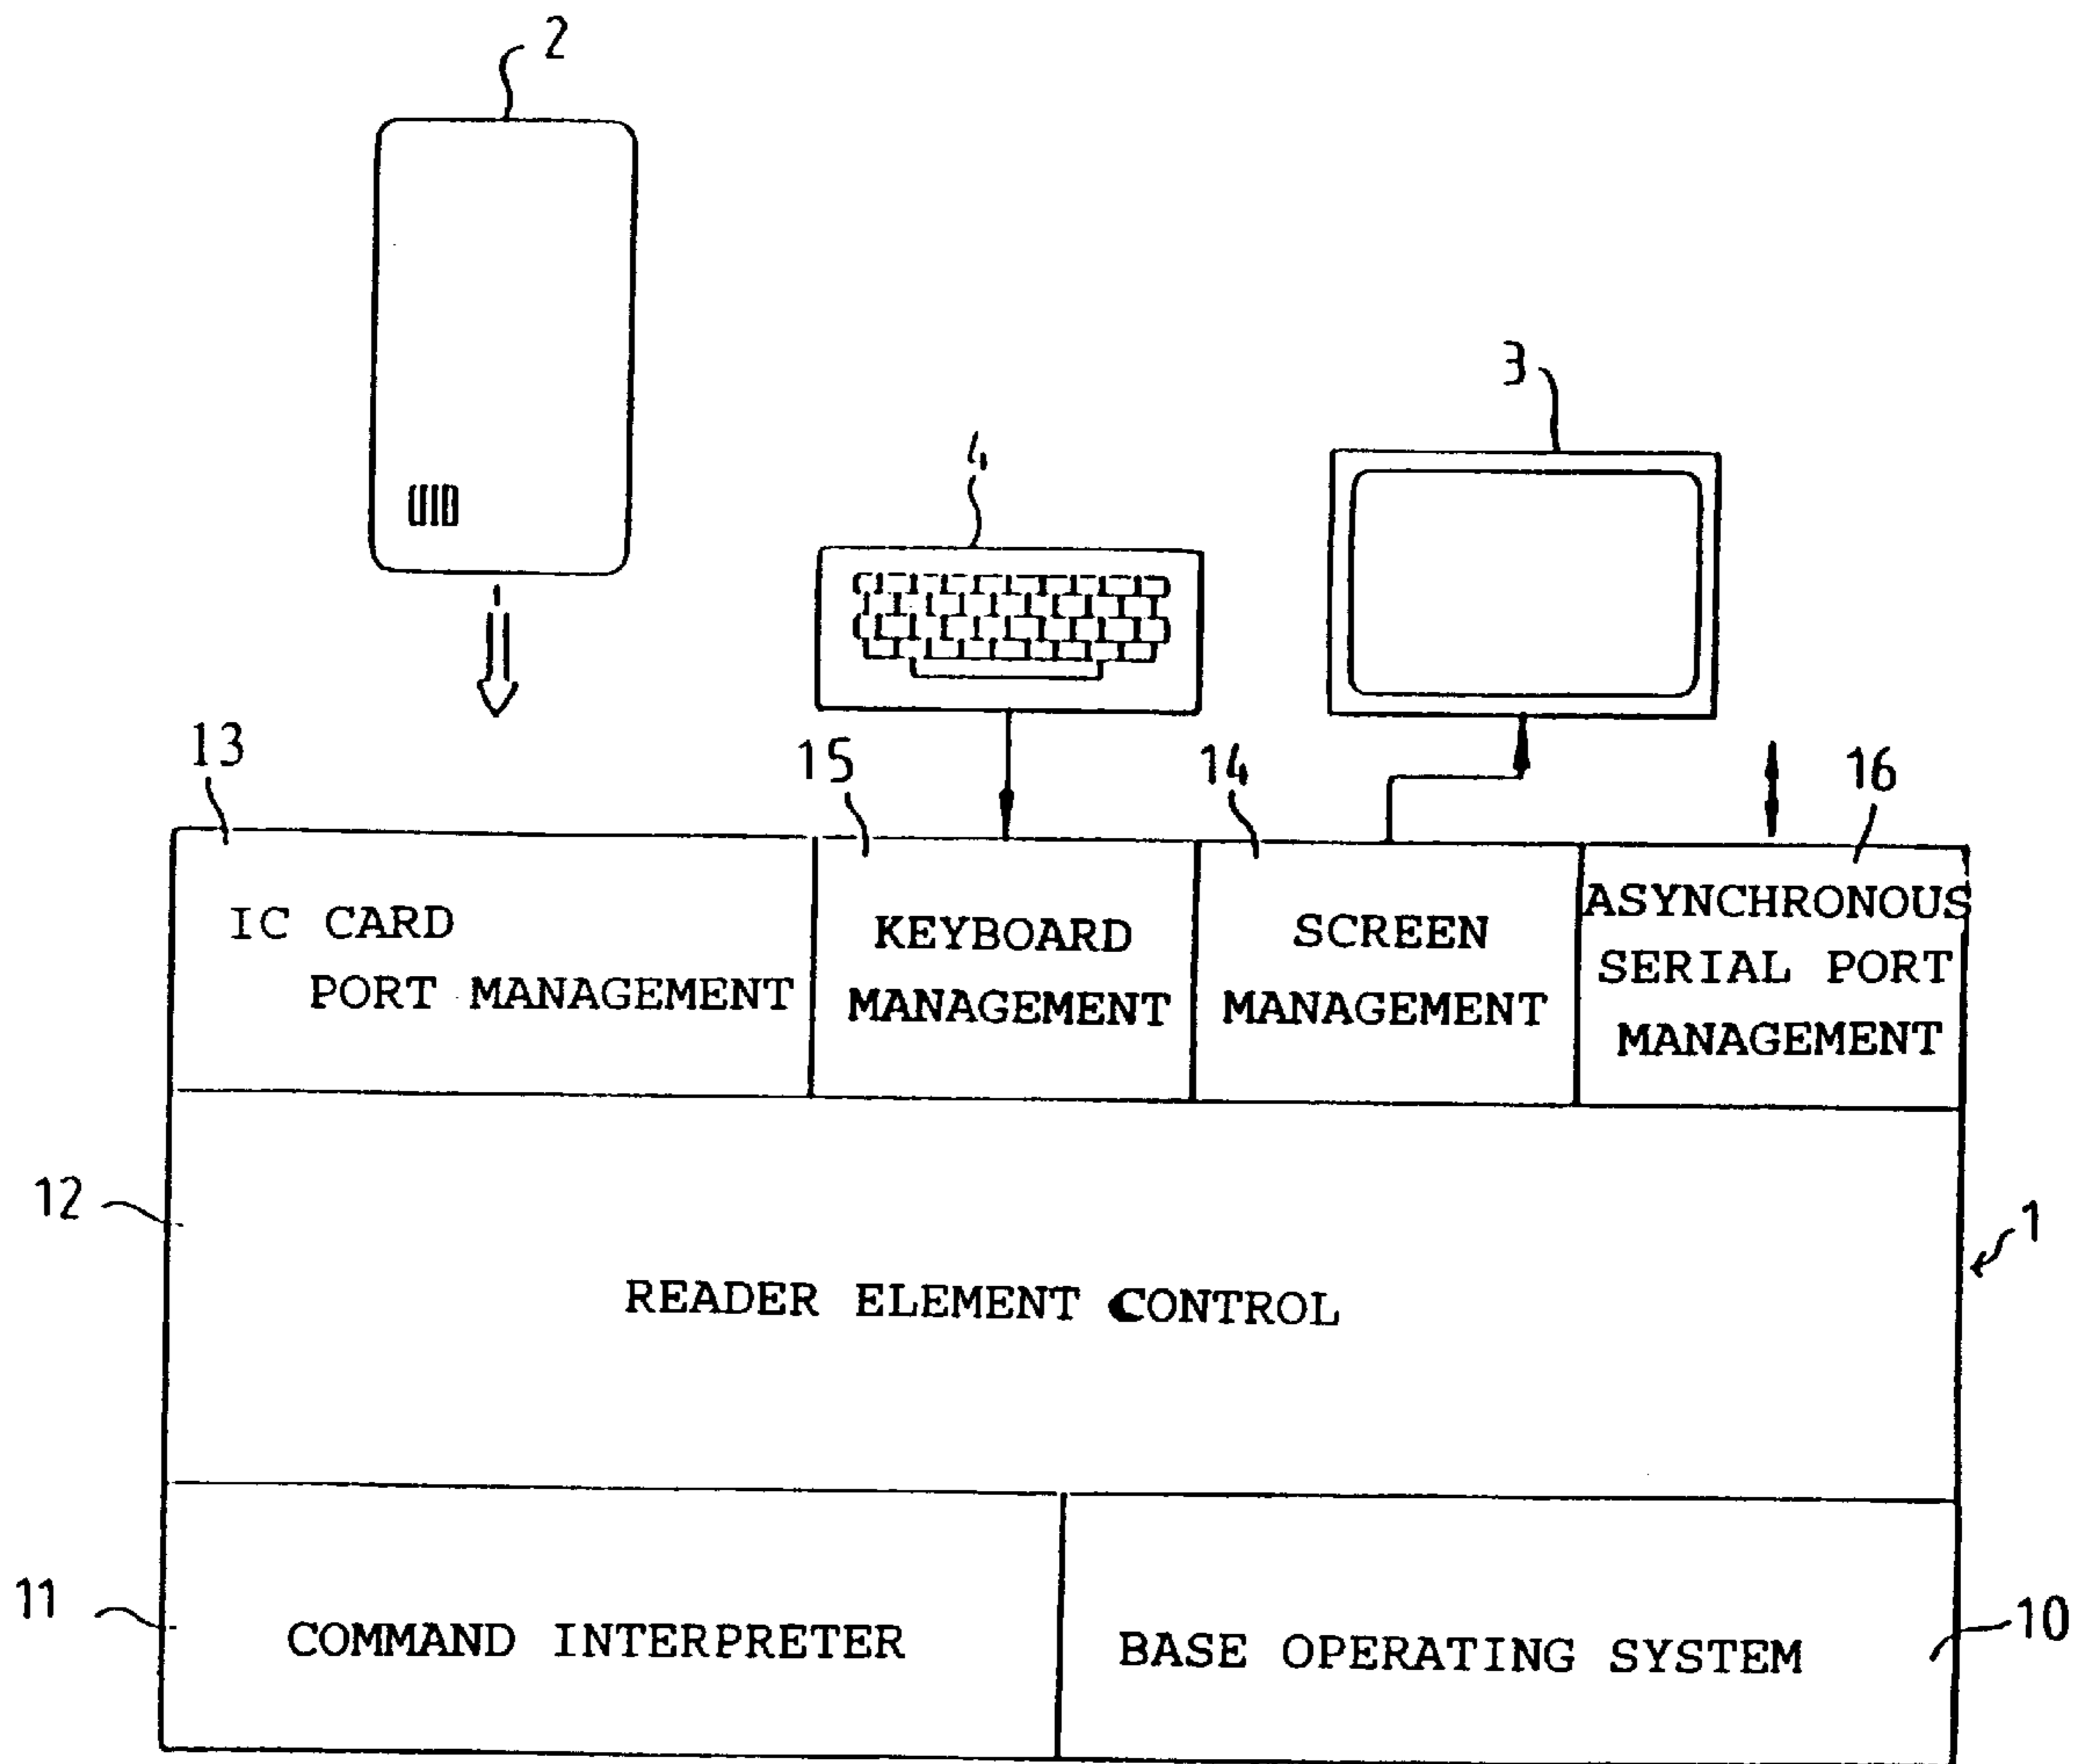 2
3
4
13
15
14
16
IC CARD
PORT MANAGEMENT
KEYBOARD
MANAGEMENT
SCREEN
MANAGEMENT
ASYNCHRONOUS
SERIAL PORT
MANAGEMENT
12
1
READER ELEMENT CONTROL
11
COMMAND INTERPRETER
BASE OPERATING SYSTEM
10